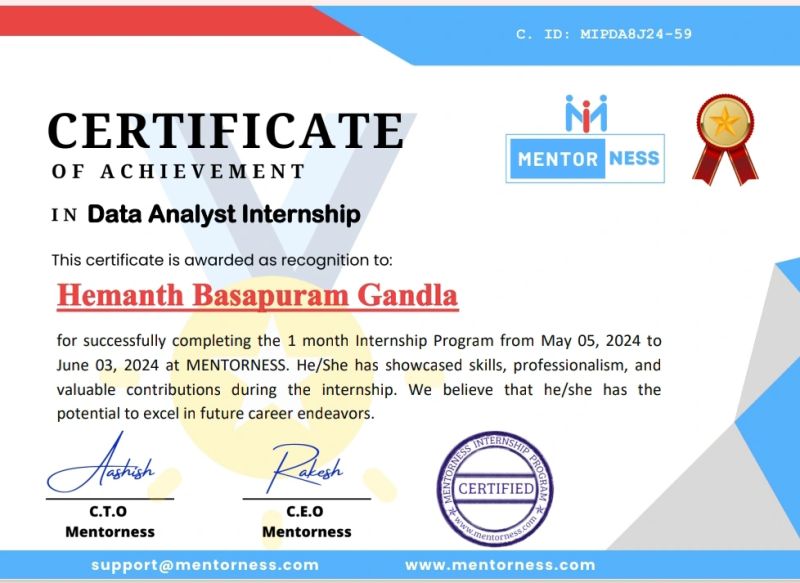 C. ID: MIPDA8J24-59
MENTOR NESS
CERTIFICATE
OF ACHIEVEMENT
IN Data Analyst Internship
This certificate is awarded as recognition to:
Hemanth Basapuram Gandla
for successfully completing the 1 month Internship Program from May 05, 2024 to
June 03, 2024 at MENTORNESS. He/She has showcased skills, professionalism, and
valuable contributions during the internship. We believe that he/she has the
potential to excel in future career endeavors.
Aashish
C.T.O
Mentorness
Rakesh
C.E.O
Mentorness
MENTORNESS INTERNSHIP PROGRAM
CERTIFIED
www.mentorness.com
support@mentorness.com
www.mentorness.com